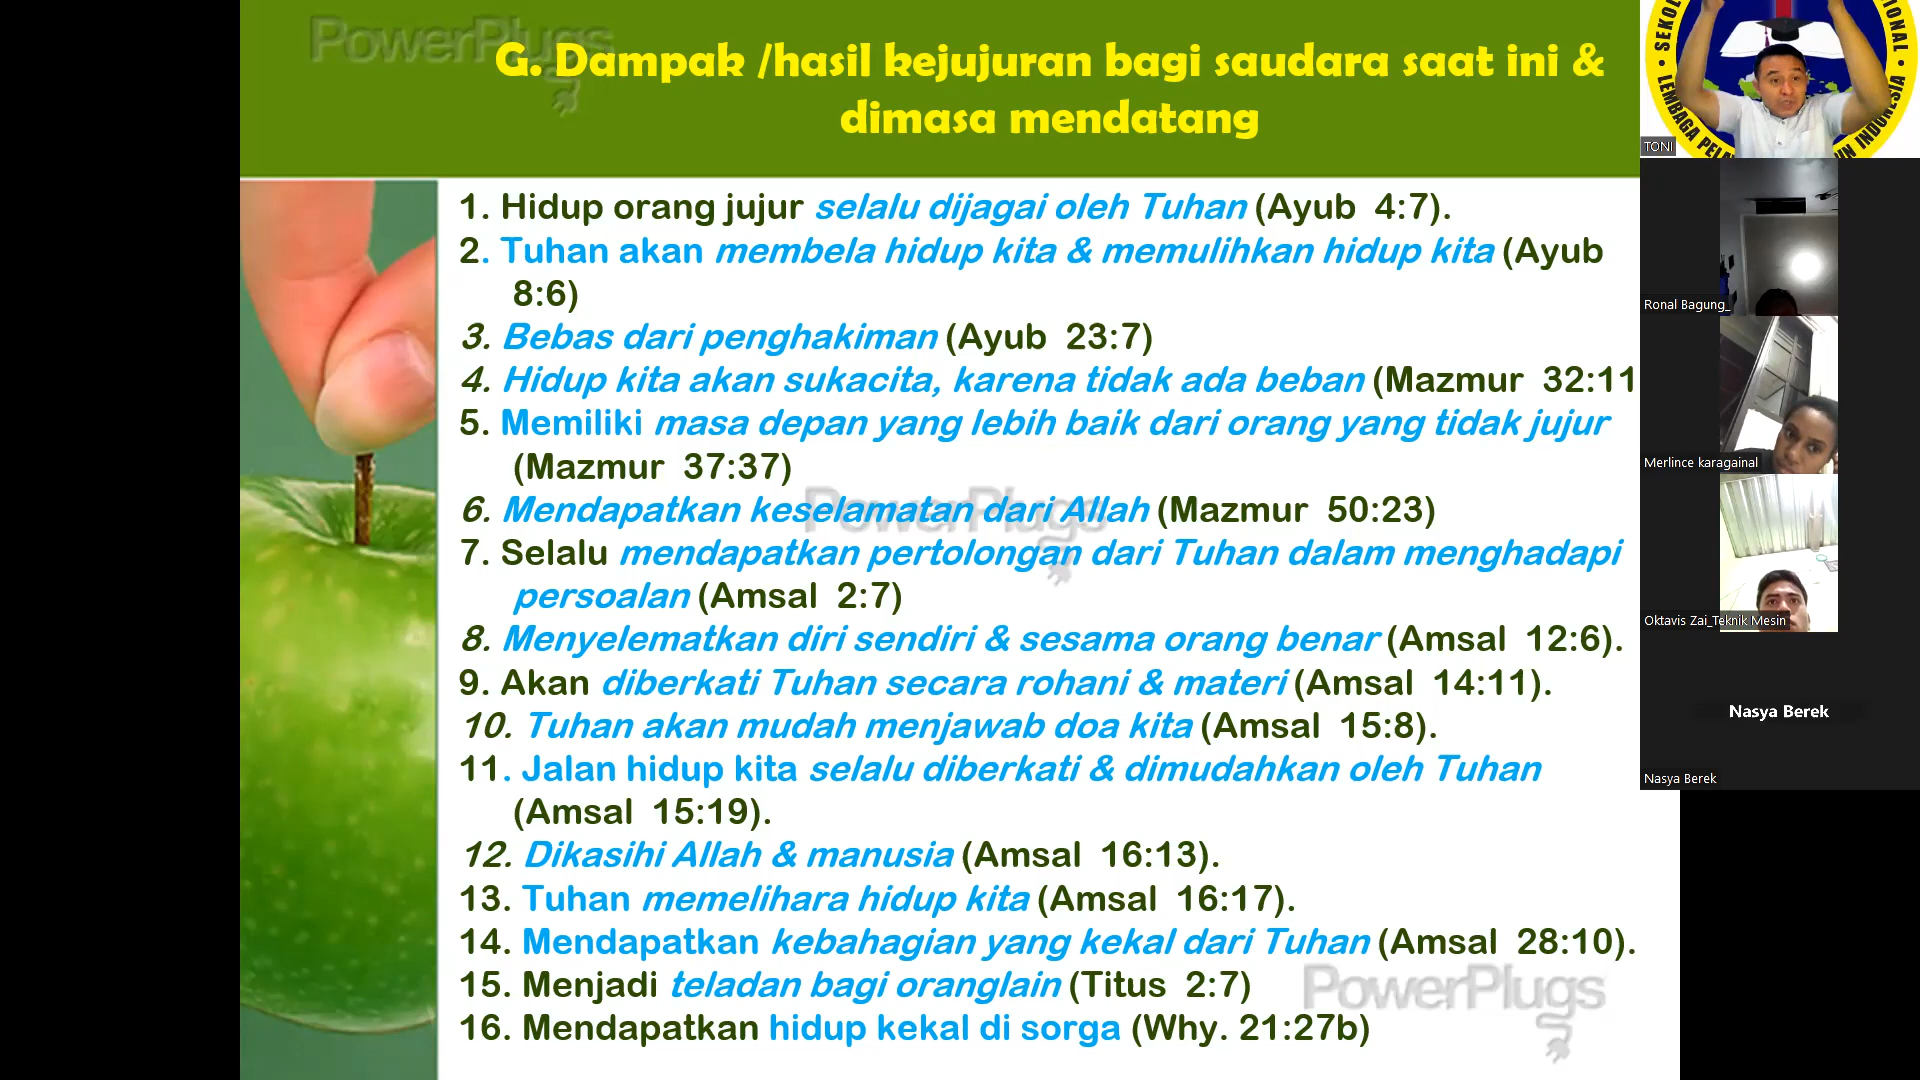 PowerPlugs
G. Dampak /hasil kejujuran bagi saudara saat ini &
dimasa mendatang
1. Hidup orang jujur selalu dijagai oleh Tuhan (Ayub 4:7).
2. Tuhan akan membela hidup kita & memulihkan hidup kita (Ayub
8:6)
3. Bebas dari penghakiman (Ayub 23:7)
4. Hidup kita akan sukacita, karena tidak ada beban (Mazmur 32:11
5. Memiliki masa depan yang lebih baik dari orang yang tidak jujur
(Mazmur 37:37)
PowerPlugs
6. Mendapatkan keselamatan dari Allah (Mazmur 50:23)
7. Selalu mendapatkan pertolongan dari Tuhan dalam menghadapi
persoalan (Amsal 2:7)
8. Menyelematkan diri sendiri & sesama orang benar (Amsal 12:6).
9. Akan diberkati Tuhan secara rohani & materi (Amsal 14:11).
10. Tuhan akan mudah menjawab doa kita (Amsal 15:8).
11. Jalan hidup kita selalu diberkati & dimudahkan oleh Tuhan
(Amsal 15:19).
12. Dikasihi Allah & manusia (Amsal 16:13).
13. Tuhan memelihara hidup kita (Amsal 16:17).
14. Mendapatkan kebahagian yang kekal dari Tuhan (Amsal 28:10).
15. Menjadi teladan bagi oranglain (Titus 2:7)
PowerPlugs
16. Mendapatkan hidup kekal di sorga (Why. 21:27b)
TONI
Ronal Bagung_
Merlince karagainal
Oktavis Zai_Teknik Mesin
Nasya Berek
Nasya Berek